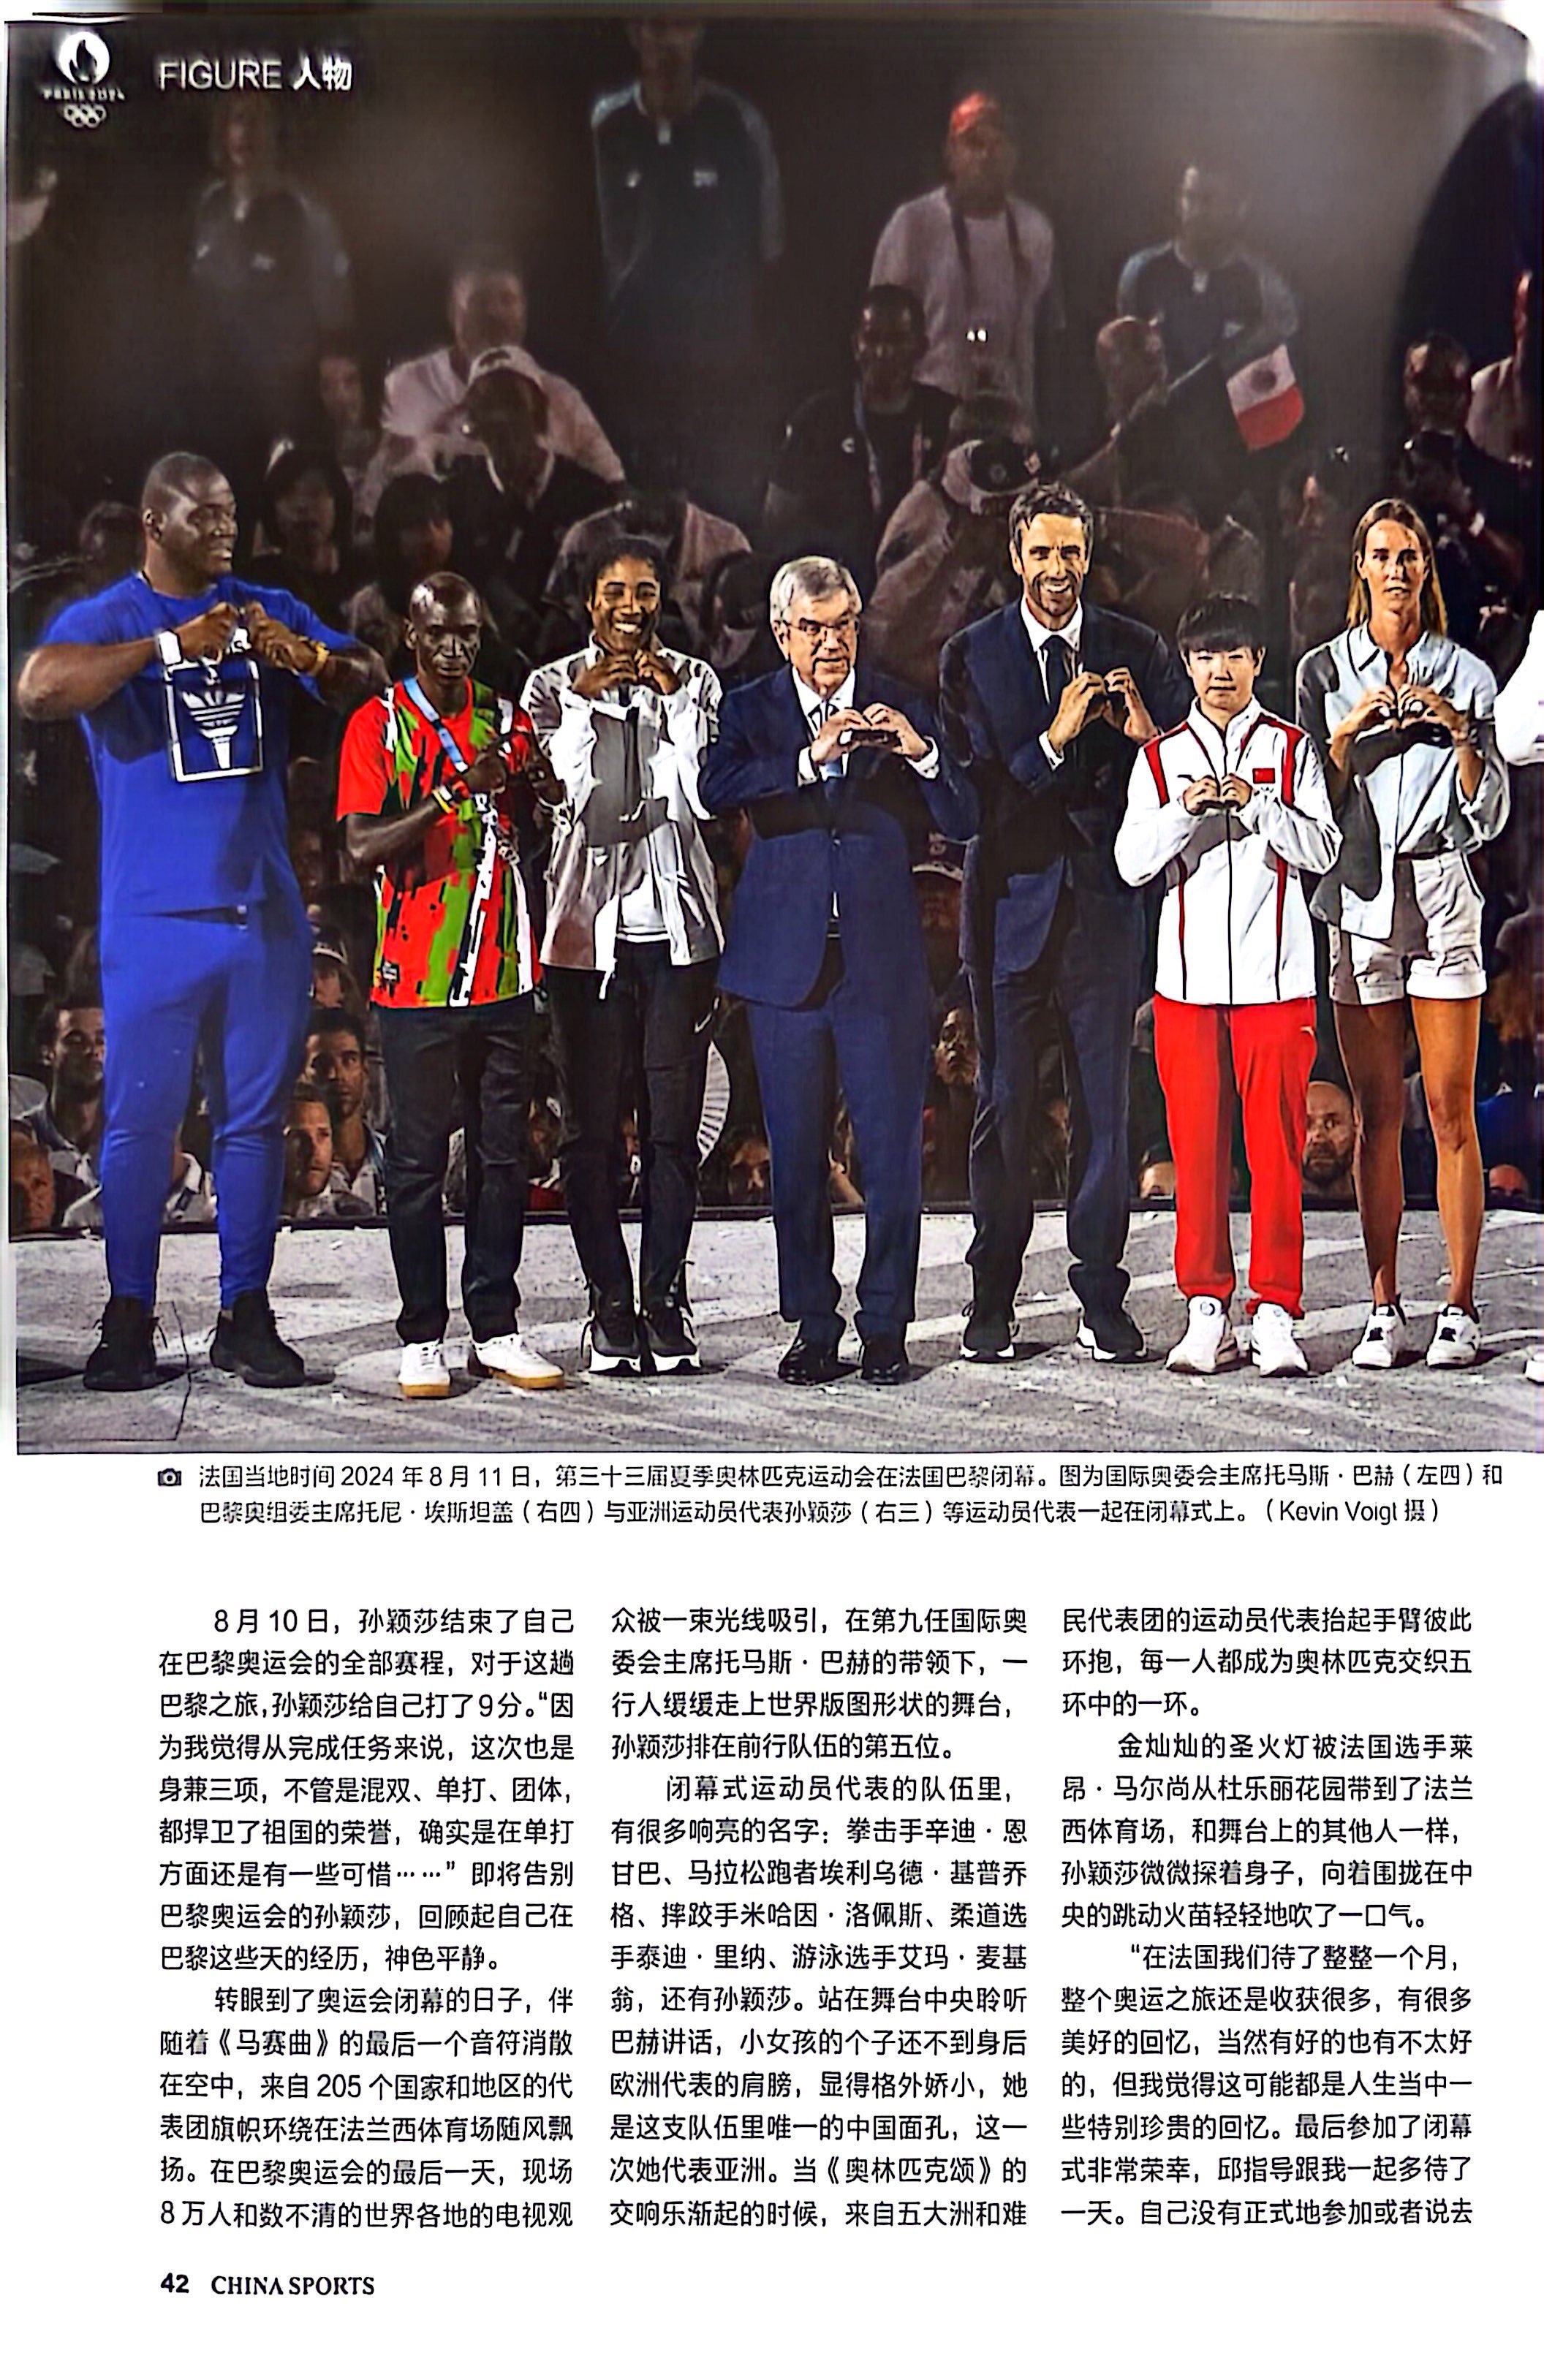 PARIS 2024
FIGURE 人物
法国当地时间 2024 年 8 月 11 日，第三十三届夏季奥林匹克运动会在法国巴黎闭幕。图为国际奥委会主席托马斯·巴赫（左四）和
巴黎奥组委主席托尼·埃斯坦盖（右四）与亚洲运动员代表孙颖莎（右三）等运动员代表一起在闭幕式上。（Kevin Voigt 摄）
8 月 10 日，孙颖莎结束了自己
在巴黎奥运会的全部赛程，对于这趟
巴黎之旅，孙颖莎给自己打了 9 分。“因
为我觉得从完成任务来说，这次也是
身兼三项，不管是混双、单打、团体，
都捍卫了祖国的荣誉，确实是在单打
方面还是有一些可惜……”即将告别
巴黎奥运会的孙颖莎，回顾起自己在
巴黎这些天的经历，神色平静。
转眼到了奥运会闭幕的日子，伴
随着《马赛曲》的最后一个音符消散
在空中，来自 205 个国家和地区的代
表团旗帜环绕在法兰西体育场随风飘
扬。在巴黎奥运会的最后一天，现场
8 万人和数不清的世界各地的电视观
众被一束光线吸引，在第九任国际奥
委会主席托马斯·巴赫的带领下，一
行人缓缓走上世界版图形状的舞台，
孙颖莎排在前行队伍的第五位。
闭幕式运动员代表的队伍里，
有很多响亮的名字：拳击手辛迪·恩
甘巴、马拉松跑者埃利乌德·基普乔
格、摔跤手米哈因·洛佩斯、柔道选
手泰迪·里纳、游泳选手艾玛·麦基
翁，还有孙颖莎。站在舞台中央聆听
巴赫讲话，小女孩的个子还不到身后
欧洲代表的肩膀，显得格外娇小，她
是这支队伍里唯一的中国面孔，这一
次她代表亚洲。当《奥林匹克颂》的
交响乐渐起的时候，来自五大洲和难
民代表团的运动员代表抬起手臂彼此
环抱，每一人都成为奥林匹克交织五
环中的一环。
金灿灿的圣火灯被法国选手莱
昂·马尔尚从杜乐丽花园带到了法兰
西体育场，和舞台上的其他人一样，
孙颖莎微微探着身子，向着围拢在中
央的跳动火苗轻轻地吹了一口气。
“在法国我们待了整整一个月，
整个奥运之旅还是收获很多，有很多
美好的回忆，当然有好的也有不太好
的，但我觉得这可能都是人生当中一
些特别珍贵的回忆。最后参加了闭幕
式非常荣幸，邱指导跟我一起多待了
一天。自己没有正式地参加或者说去
42 CHINA SPORTS